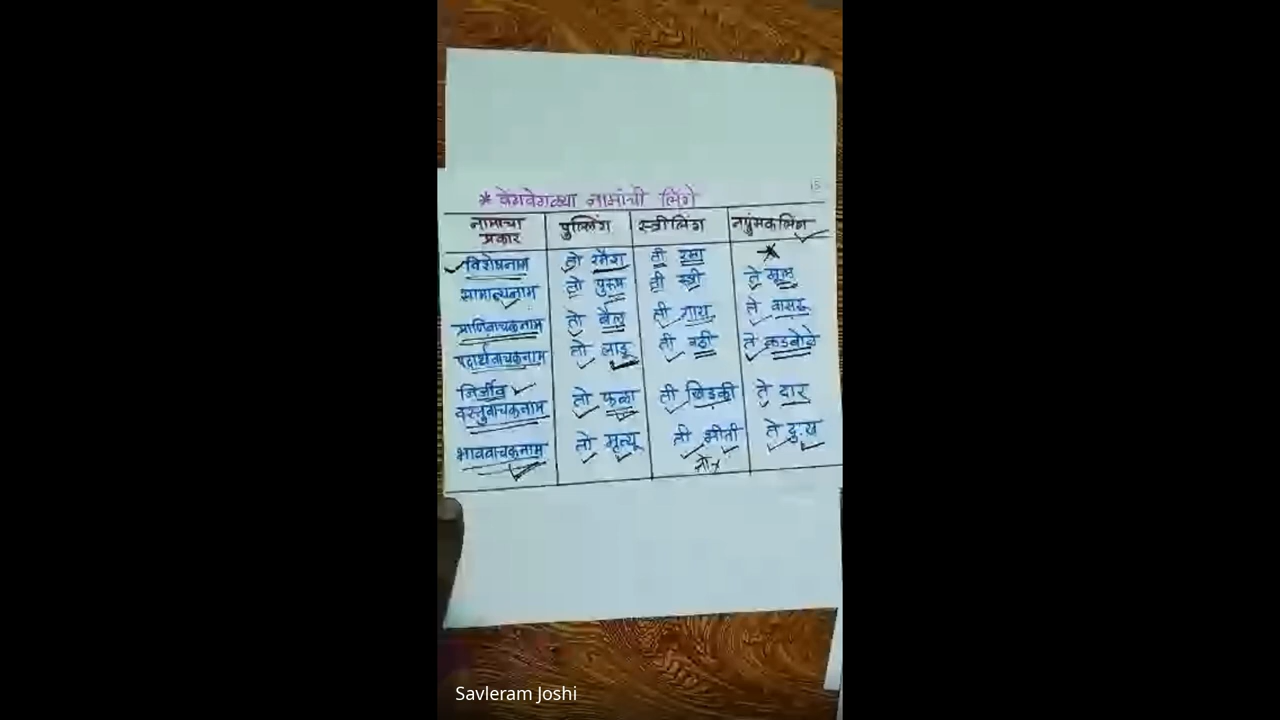 15
* वेगवेगळ्या नामांची लिंगे
नामाचा प्रकार पुल्लिंग स्त्रीलिंग नपुंसकलिंग
विशेषनाम तो रमेश ती रमा
सामान्यनाम तो पुरुष ती स्त्री ते मूल
प्राणिवाचकनाम तो बैल ती गाय ते वासरू
पदार्थवाचकनाम तो लाडू ती वडी ते कडबोळे
निर्जीव वस्तुवाचकनाम तो फळा ती खिडकी ते दार
भाववाचकनाम तो मृत्यू ती भीती ते दुःख
Savleram Joshi